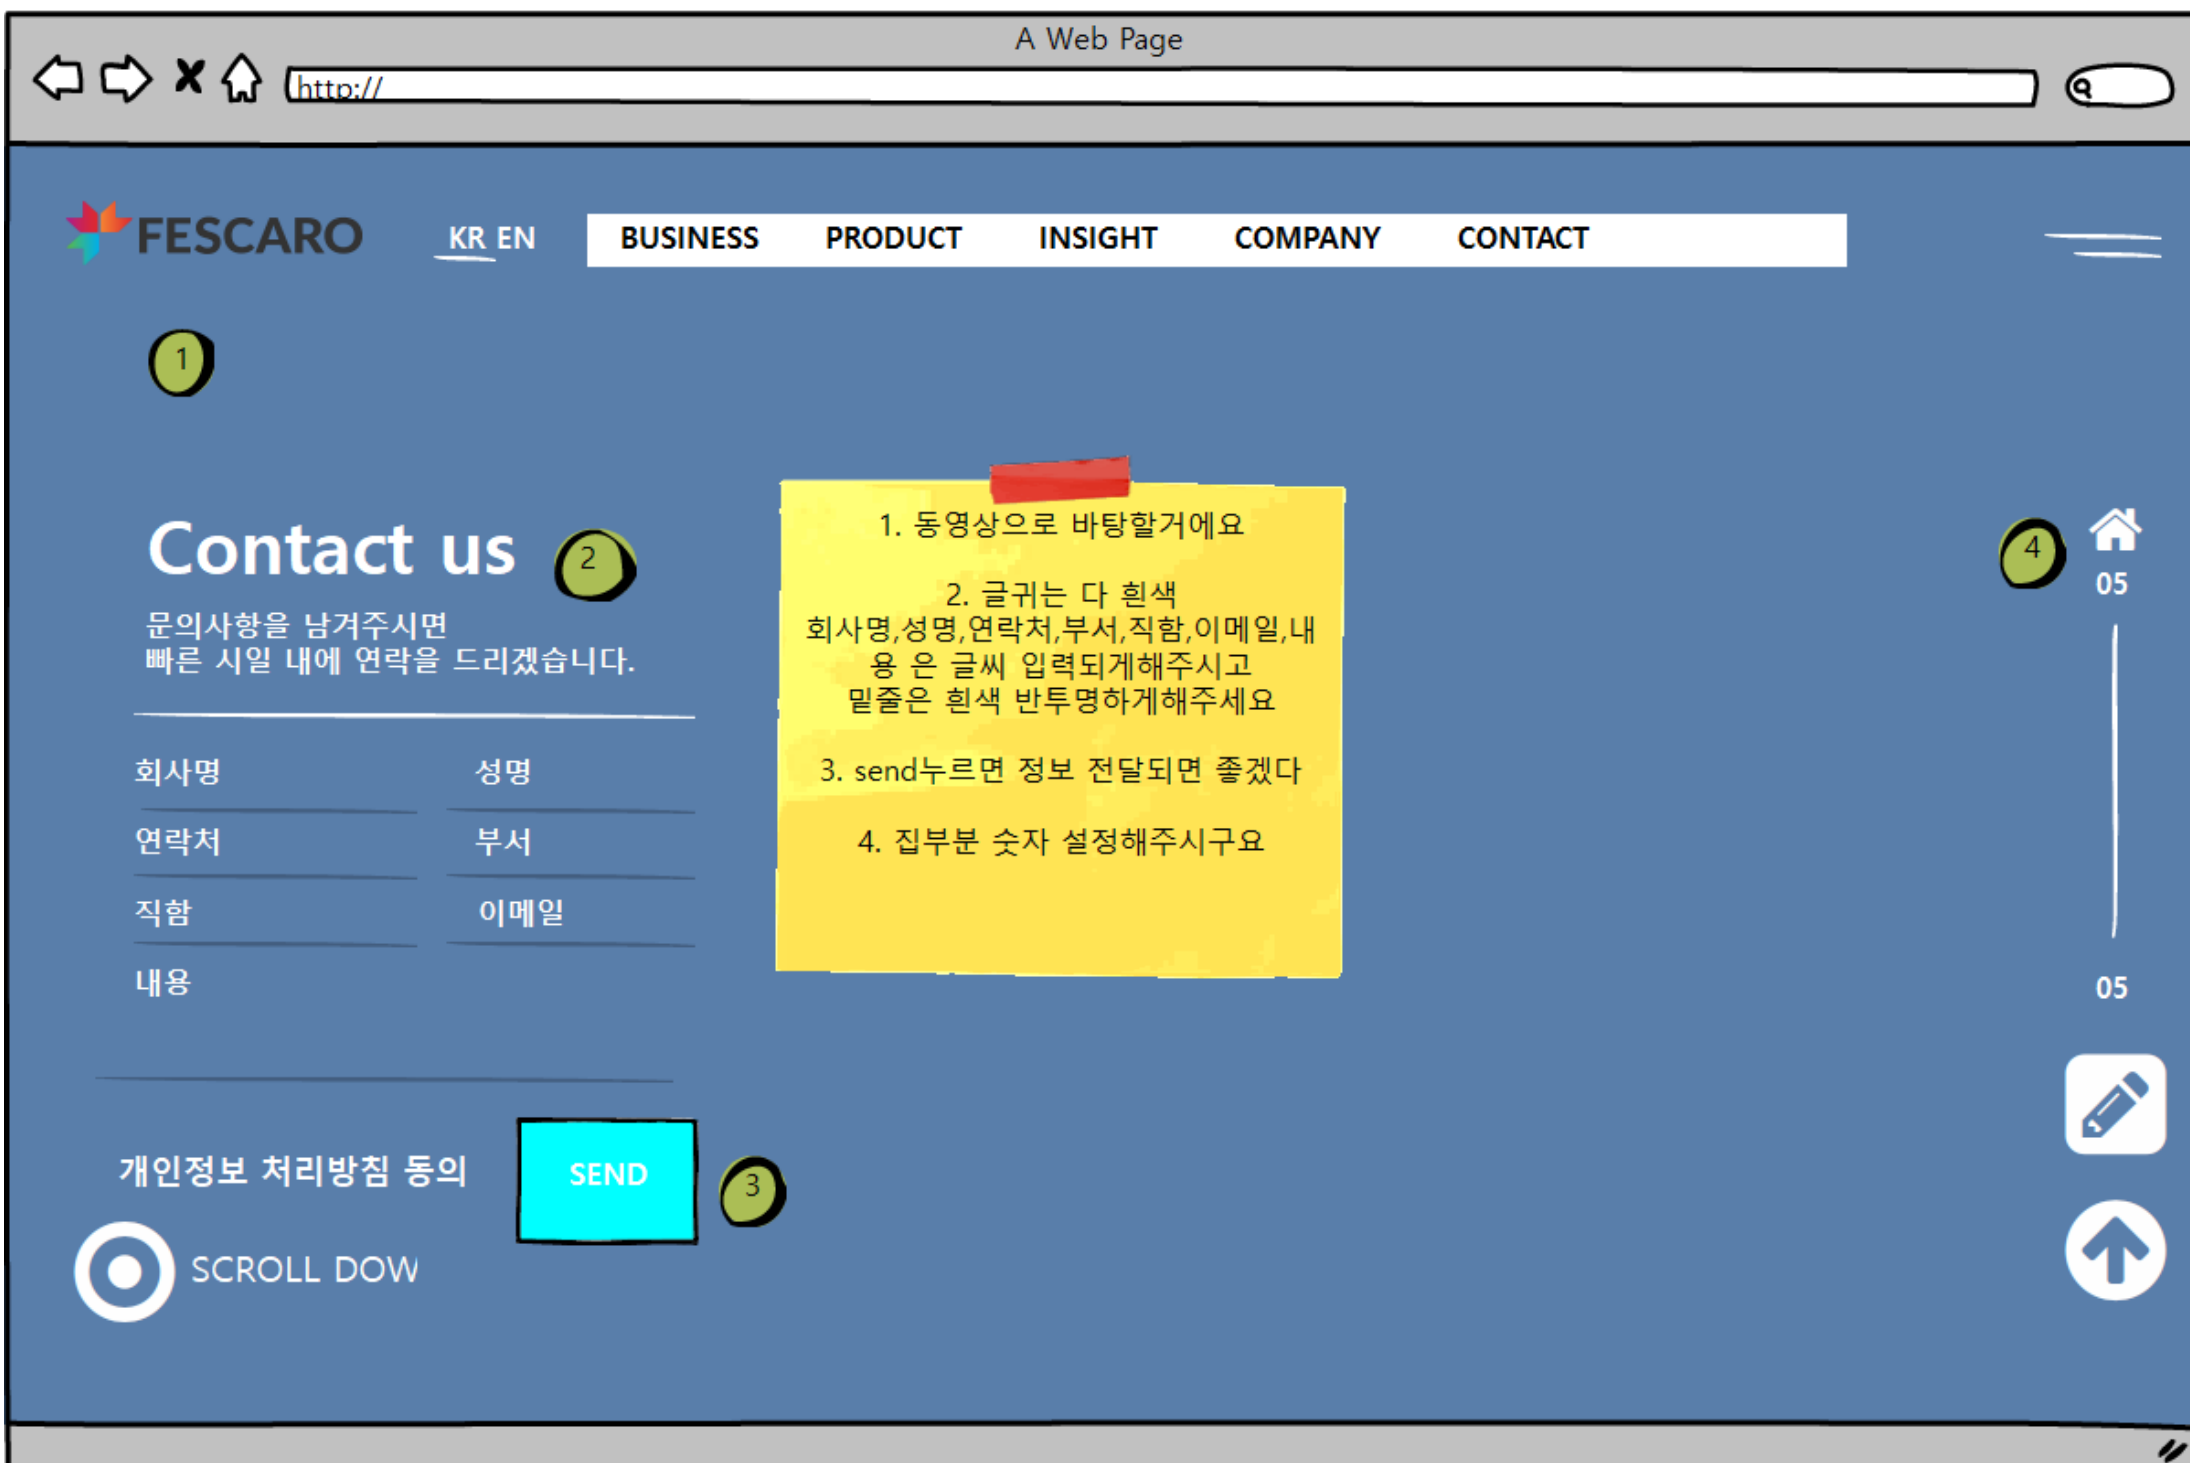 A Web Page
http://
FESCARO
KR EN
BUSINESS PRODUCT INSIGHT COMPANY CONTACT
1
Contact us
2
문의사항을 남겨주시면
빠른 시일 내에 연락을 드리겠습니다.
회사명 성명
연락처 부서
직함 이메일
내용
개인정보 처리방침 동의
SEND
3
SCROLL DOW
1. 동영상으로 바탕할거에요
2. 글귀는 다 흰색
회사명,성명,연락처,부서,직함,이메일,내
용 은 글씨 입력되게해주시고
밑줄은 흰색 반투명하게해주세요
3. send누르면 정보 전달되면 좋겠다
4. 집부분 숫자 설정해주시구요
4
05
05